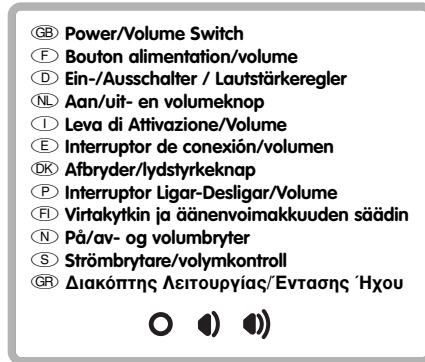 GB Power/Volume Switch
F Bouton alimentation/volume
D Ein-/Ausschalter / Lautstärkeregler
NL Aan/uit- en volumeknop
I Leva di Attivazione/Volume
E Interruptor de conexión/volumen
DK Afbryder/lydstyrkeknap
P Interruptor Ligar-Desligar/Volume
FI Virtakytkin ja äänenvoimakkuuden säädin
N På/av- og volumbryter
S Strömbrytare/volymkontroll
GR Διακόπτης Λειτουργίας/Έντασης Ήχου